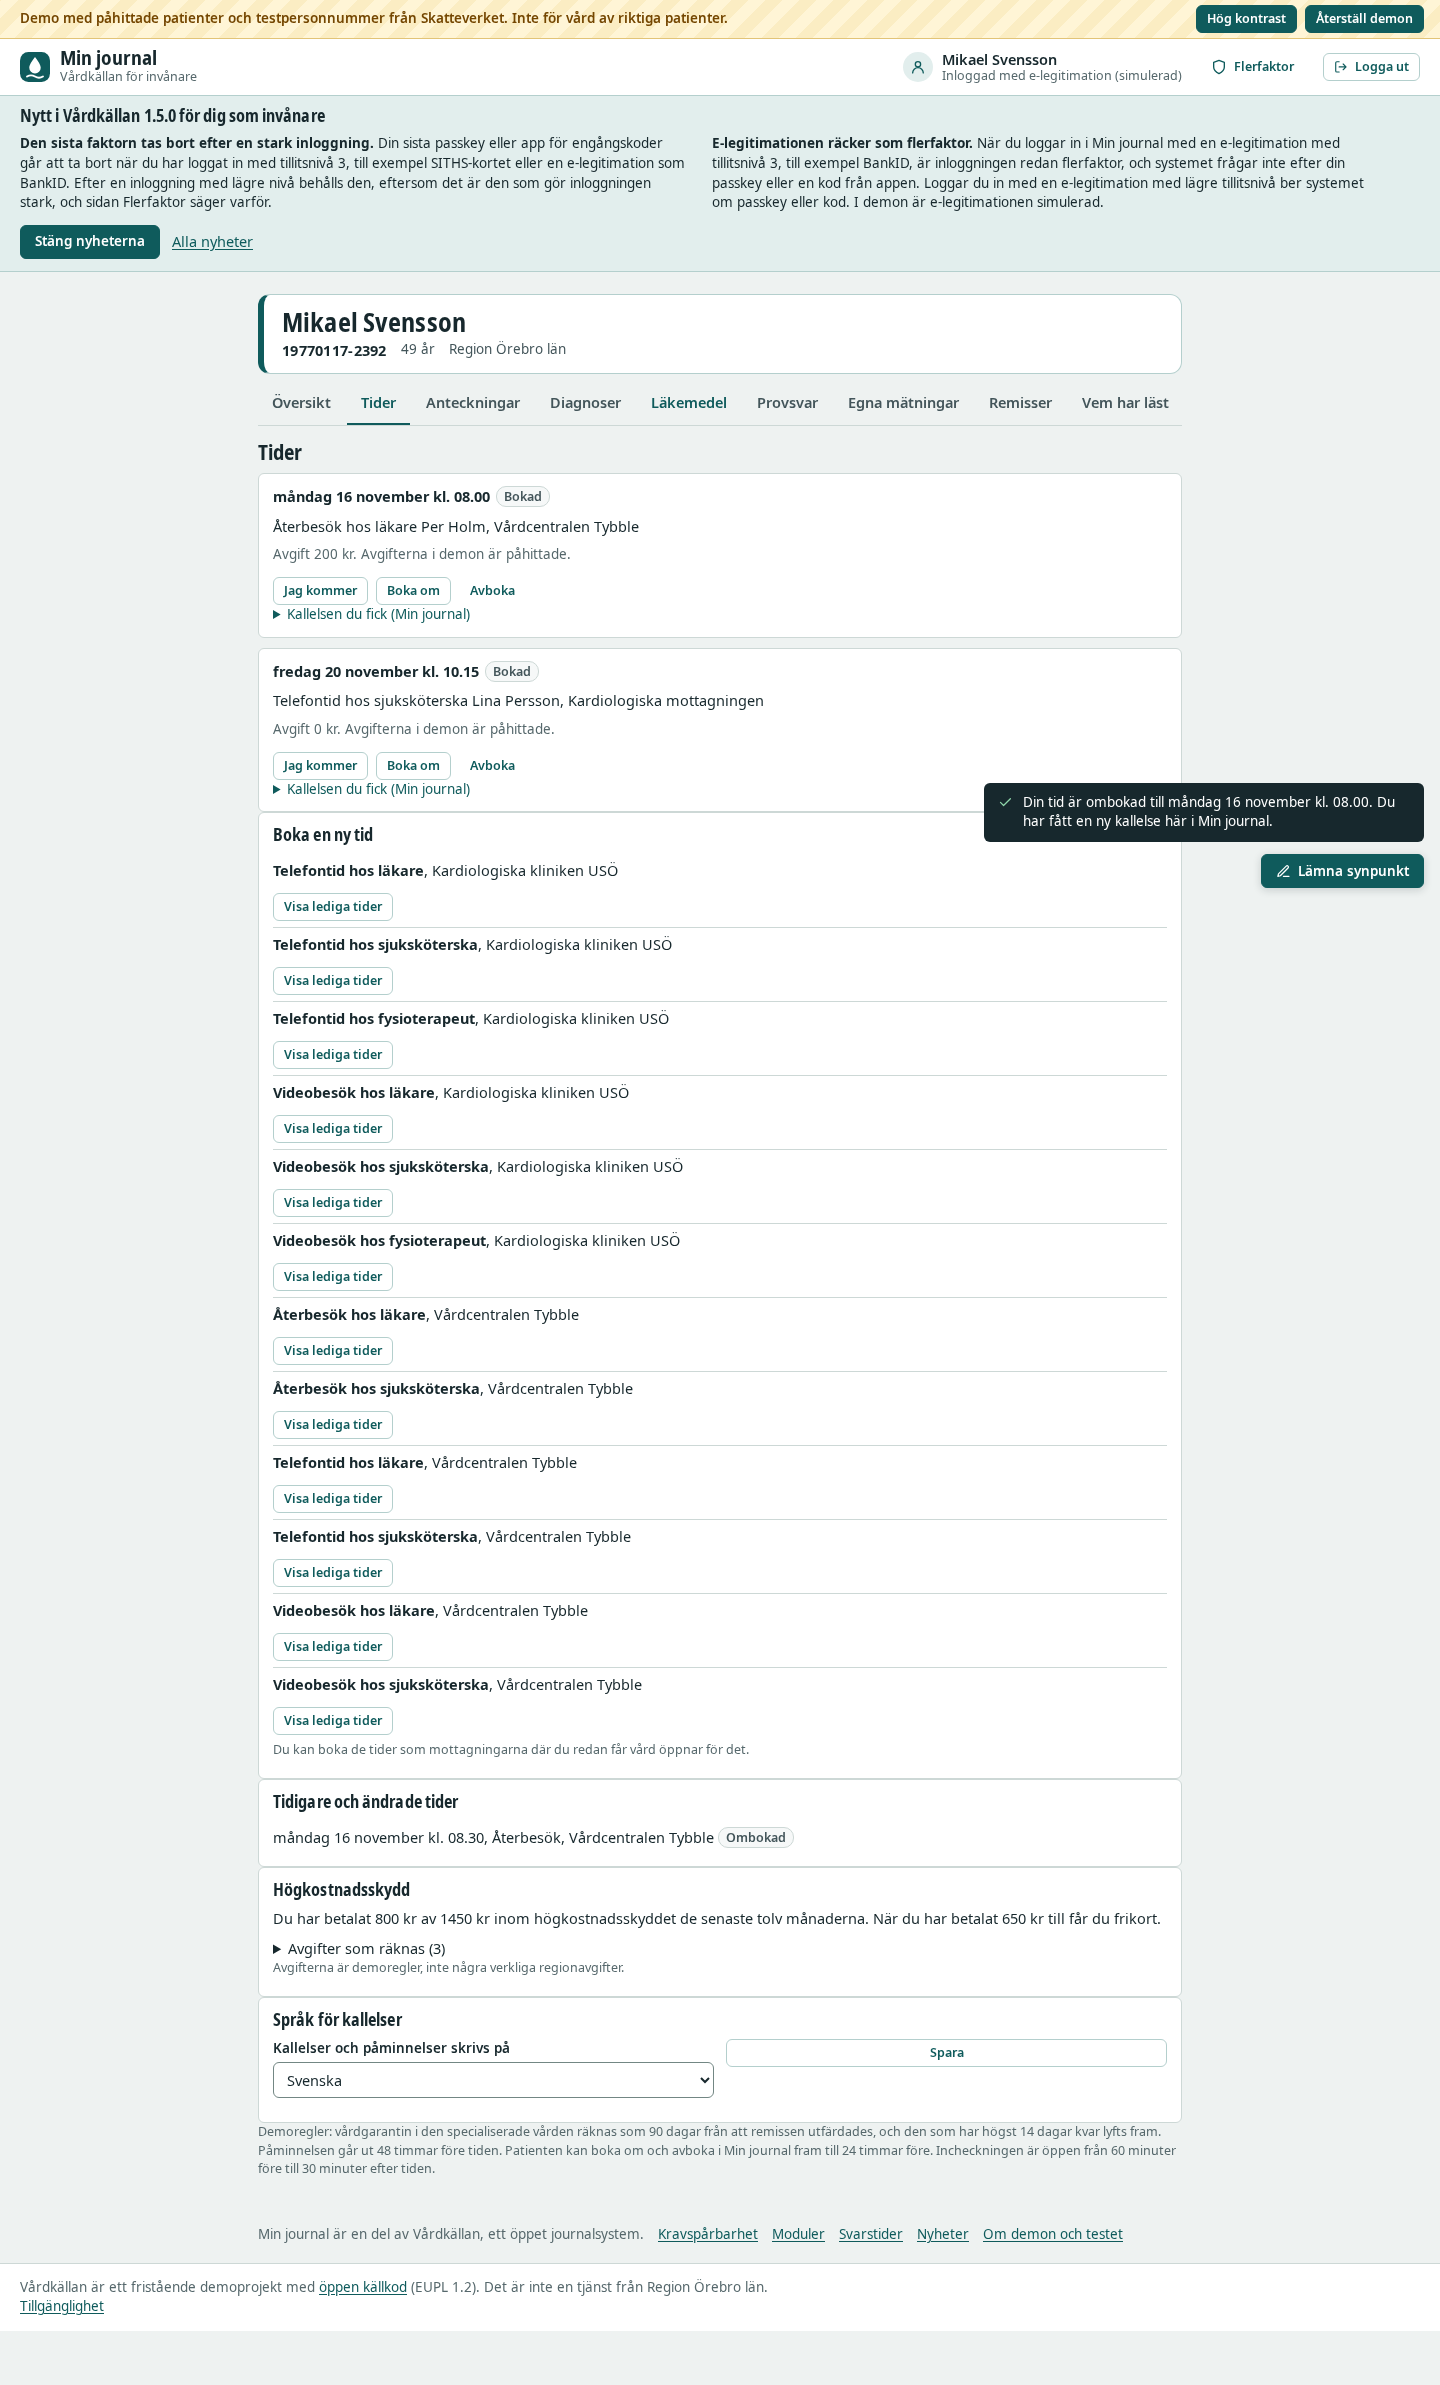 Demo med påhittade patienter och testpersonnummer från Skatteverket. Inte för vård av riktiga patienter.
Hög kontrast
Återställ demon
Min journal
Vårdkällan för invånare
Mikael Svensson
Inloggad med e-legitimation (simulerad)
Flerfaktor
Logga ut
Nytt i Vårdkällan 1.5.0 för dig som invånare
Den sista faktorn tas bort efter en stark inloggning. Din sista passkey eller app för engångskoder
går att ta bort när du har loggat in med tillitsnivå 3, till exempel SITHS-kortet eller en e-legitimation som
BankID. Efter en inloggning med lägre nivå behålls den, eftersom det är den som gör inloggningen
stark, och sidan Flerfaktor säger varför.
E-legitimationen räcker som flerfaktor. När du loggar in i Min journal med en e-legitimation med
tillitsnivå 3, till exempel BankID, är inloggningen redan flerfaktor, och systemet frågar inte efter din
passkey eller en kod från appen. Loggar du in med en e-legitimation med lägre tillitsnivå ber systemet
om passkey eller kod. I demon är e-legitimationen simulerad.
Stäng nyheterna
Alla nyheter
Mikael Svensson
19770117-2392 49 år Region Örebro län
Översikt Tider Anteckningar Diagnoser Läkemedel Provsvar Egna mätningar Remisser Vem har läst
Tider
måndag 16 november kl. 08.00 Bokad
Återbesök hos läkare Per Holm, Vårdcentralen Tybble
Avgift 200 kr. Avgifterna i demon är påhittade.
Jag kommer Boka om Avboka
Kallelsen du fick (Min journal)
fredag 20 november kl. 10.15 Bokad
Telefontid hos sjuksköterska Lina Persson, Kardiologiska mottagningen
Avgift 0 kr. Avgifterna i demon är påhittade.
Jag kommer Boka om Avboka
Kallelsen du fick (Min journal)
Din tid är ombokad till måndag 16 november kl. 08.00. Du
har fått en ny kallelse här i Min journal.
Lämna synpunkt
Boka en ny tid
Telefontid hos läkare, Kardiologiska kliniken USÖ
Visa lediga tider
Telefontid hos sjuksköterska, Kardiologiska kliniken USÖ
Visa lediga tider
Telefontid hos fysioterapeut, Kardiologiska kliniken USÖ
Visa lediga tider
Videobesök hos läkare, Kardiologiska kliniken USÖ
Visa lediga tider
Videobesök hos sjuksköterska, Kardiologiska kliniken USÖ
Visa lediga tider
Videobesök hos fysioterapeut, Kardiologiska kliniken USÖ
Visa lediga tider
Återbesök hos läkare, Vårdcentralen Tybble
Visa lediga tider
Återbesök hos sjuksköterska, Vårdcentralen Tybble
Visa lediga tider
Telefontid hos läkare, Vårdcentralen Tybble
Visa lediga tider
Telefontid hos sjuksköterska, Vårdcentralen Tybble
Visa lediga tider
Videobesök hos läkare, Vårdcentralen Tybble
Visa lediga tider
Videobesök hos sjuksköterska, Vårdcentralen Tybble
Visa lediga tider
Du kan boka de tider som mottagningarna där du redan får vård öppnar för det.
Tidigare och ändrade tider
måndag 16 november kl. 08.30, Återbesök, Vårdcentralen Tybble Ombokad
Högkostnadsskydd
Du har betalat 800 kr av 1450 kr inom högkostnadsskyddet de senaste tolv månaderna. När du har betalat 650 kr till får du frikort.
Avgifter som räknas (3)
Avgifterna är demoregler, inte några verkliga regionavgifter.
Språk för kallelser
Kallelser och påminnelser skrivs på
Svenska
Spara
Demoregler: vårdgarantin i den specialiserade vården räknas som 90 dagar från att remissen utfärdades, och den som har högst 14 dagar kvar lyfts fram.
Påminnelsen går ut 48 timmar före tiden. Patienten kan boka om och avboka i Min journal fram till 24 timmar före. Incheckningen är öppen från 60 minuter
före till 30 minuter efter tiden.
Min journal är en del av Vårdkällan, ett öppet journalsystem. Kravspårbarhet Moduler Svarstider Nyheter Om demon och testet
Vårdkällan är ett fristående demoprojekt med öppen källkod (EUPL 1.2). Det är inte en tjänst från Region Örebro län.
Tillgänglighet